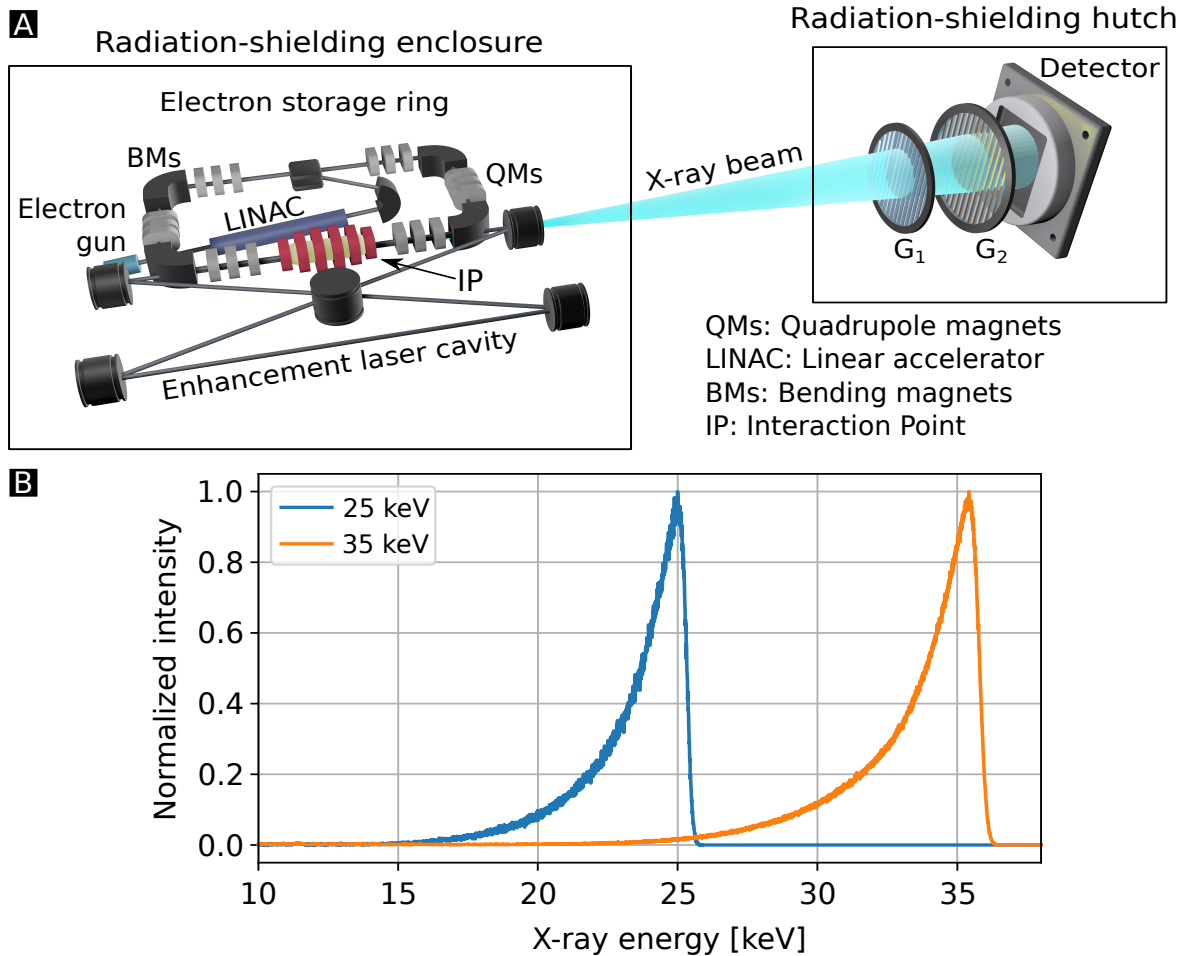 A
Radiation-shielding enclosure
Radiation-shielding hutch
Electron storage ring
Detector
BMs
QMs
X-ray beam
Electron
gun
LINAC
IP
G1
G2
Enhancement laser cavity
QMs: Quadrupole magnets
LINAC: Linear accelerator
BMs: Bending magnets
IP: Interaction Point
B
25 keV
35 keV
Normalized intensity
1.0
0.8
0.6
0.4
0.2
0.0
10 15 20 25 30 35
X-ray energy [keV]